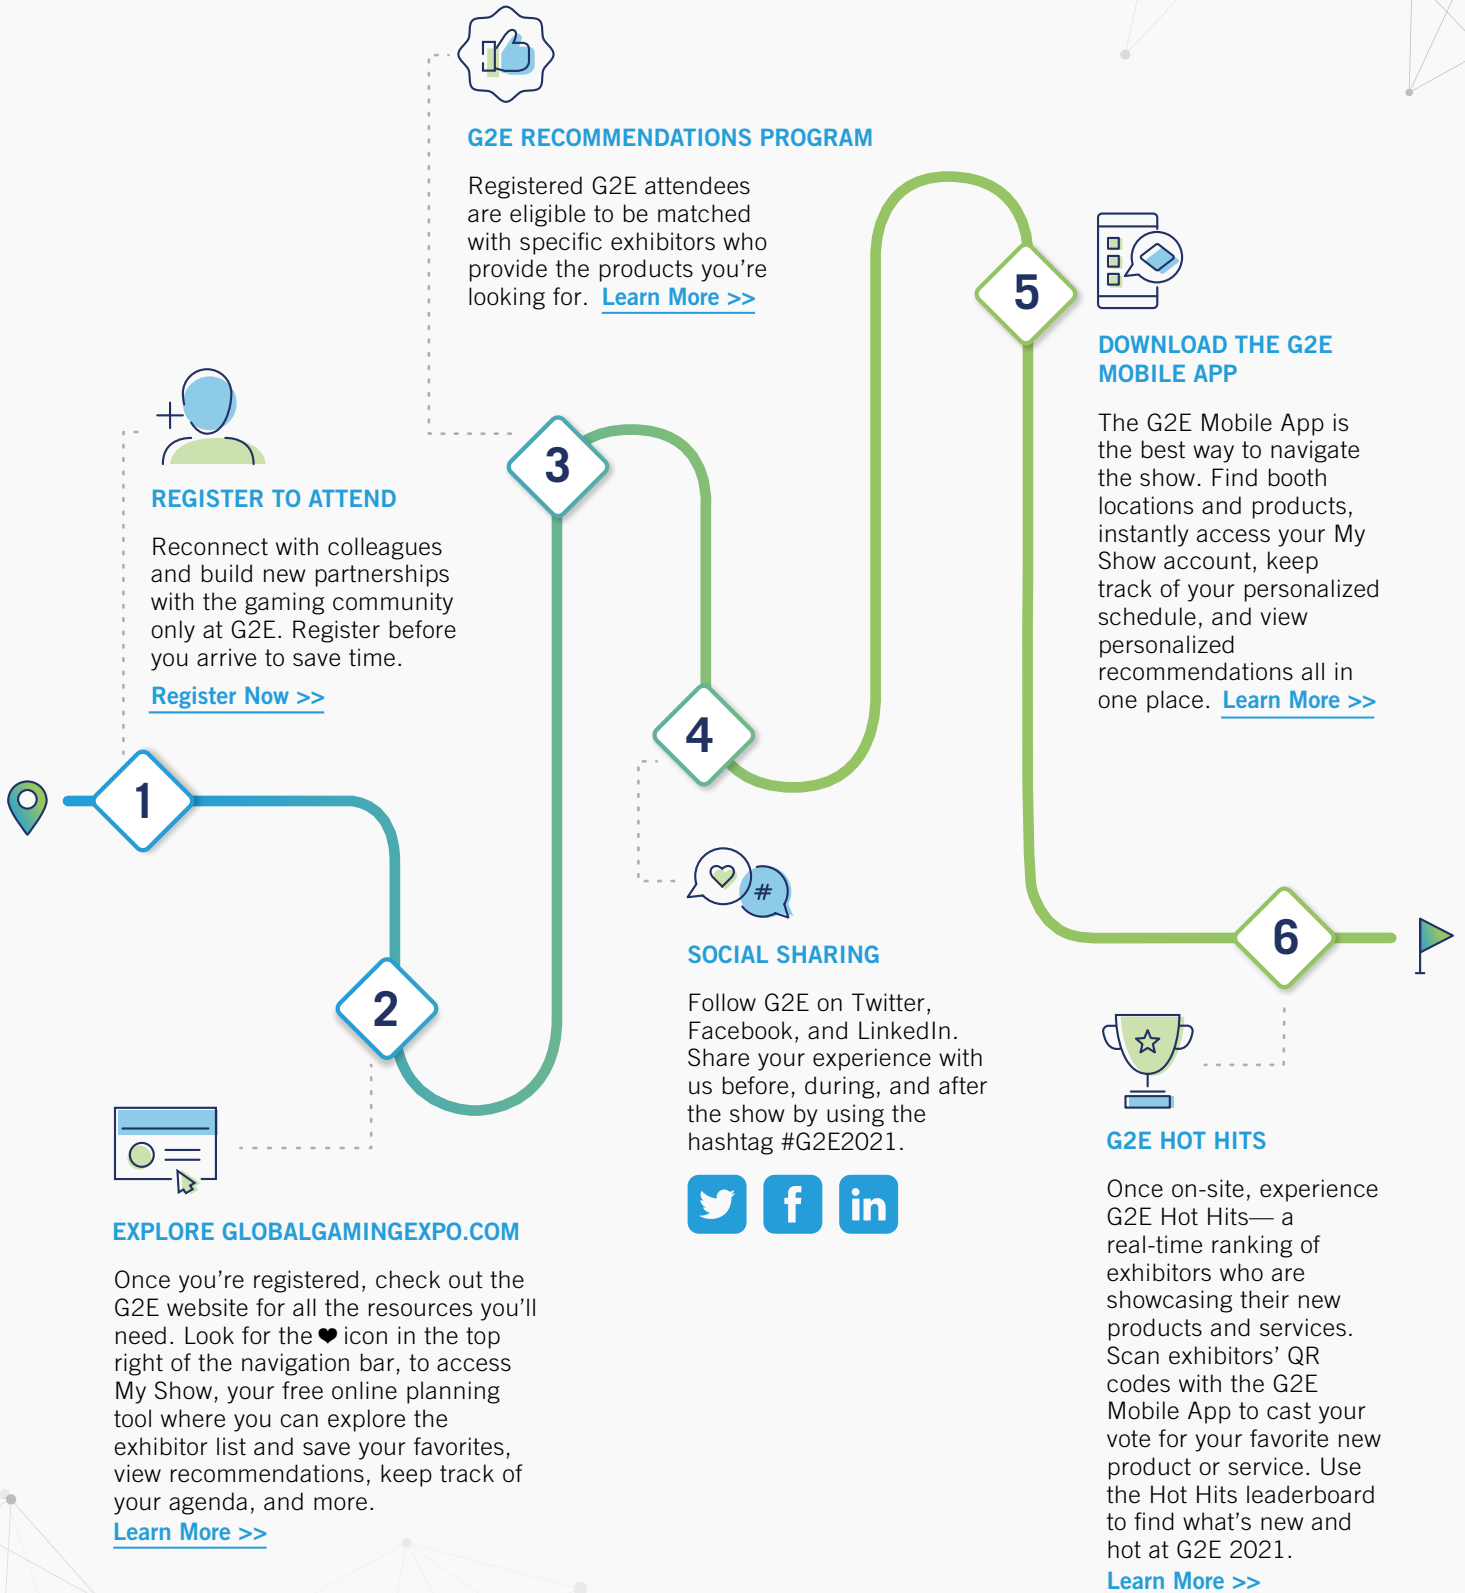 1
REGISTER TO ATTEND
Reconnect with colleagues
and build new partnerships
with the gaming community
only at G2E. Register before
you arrive to save time.
Register Now >>
2
EXPLORE GLOBALGAMINGEXPO.COM
Once you’re registered, check out the
G2E website for all the resources you’ll
need. Look for the ♥ icon in the top
right of the navigation bar, to access
My Show, your free online planning
tool where you can explore the
exhibitor list and save your favorites,
view recommendations, keep track of
your agenda, and more.
Learn More >>
3
G2E RECOMMENDATIONS PROGRAM
Registered G2E attendees
are eligible to be matched
with specific exhibitors who
provide the products you’re
looking for. Learn More >>
4
#
SOCIAL SHARING
Follow G2E on Twitter,
Facebook, and LinkedIn.
Share your experience with
us before, during, and after
the show by using the
hashtag #G2E2021.
f
in
5
DOWNLOAD THE G2E
MOBILE APP
The G2E Mobile App is
the best way to navigate
the show. Find booth
locations and products,
instantly access your My
Show account, keep
track of your personalized
schedule, and view
personalized
recommendations all in
one place. Learn More >>
6
G2E HOT HITS
Once on-site, experience
G2E Hot Hits— a
real-time ranking of
exhibitors who are
showcasing their new
products and services.
Scan exhibitors’ QR
codes with the G2E
Mobile App to cast your
vote for your favorite new
product or service. Use
the Hot Hits leaderboard
to find what’s new and
hot at G2E 2021.
Learn More >>